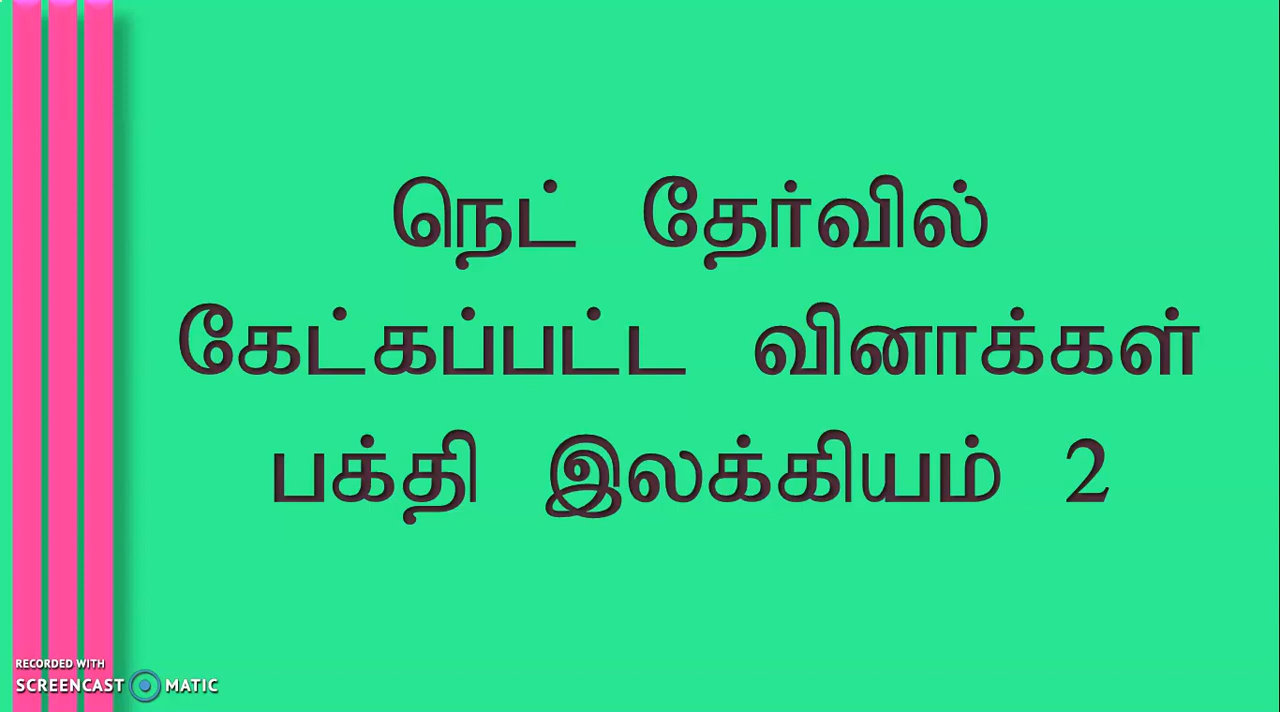 நெட் தேர்வில்
கேட்கப்பட்ட வினாக்கள்
பக்தி இலக்கியம் 2
RECORDED WITH
SCREENCAST MATIC